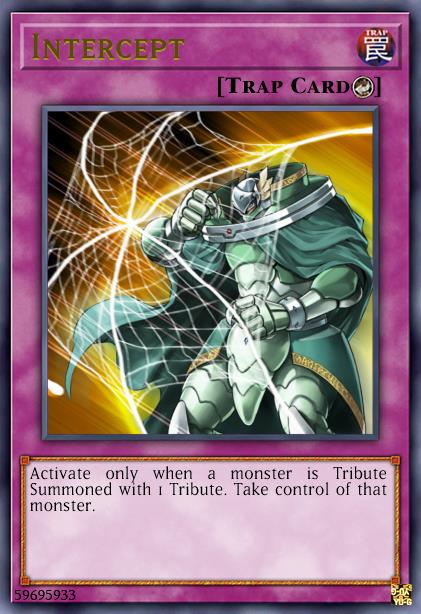 Intercept
TRAP
罠
[Trap Card]
Activate only when a monster is Tribute
Summoned with 1 Tribute. Take control of that
monster.
59695933